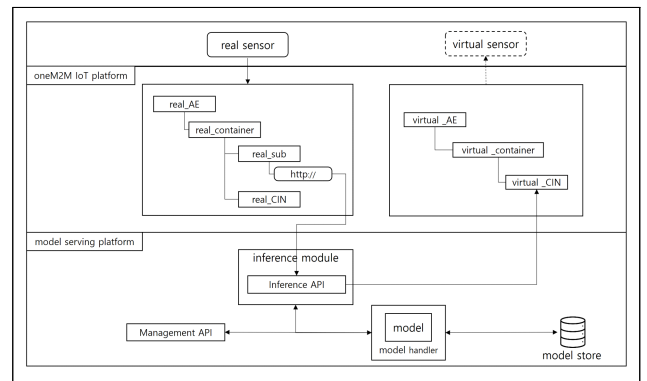 real sensor
virtual sensor
oneM2M IoT platform
real_AE
real_container
real_sub
http://
real_CIN
virtual _AE
virtual _container
virtual _CIN
model serving platform
inference module
Inference API
Management API
model
model handler
model store